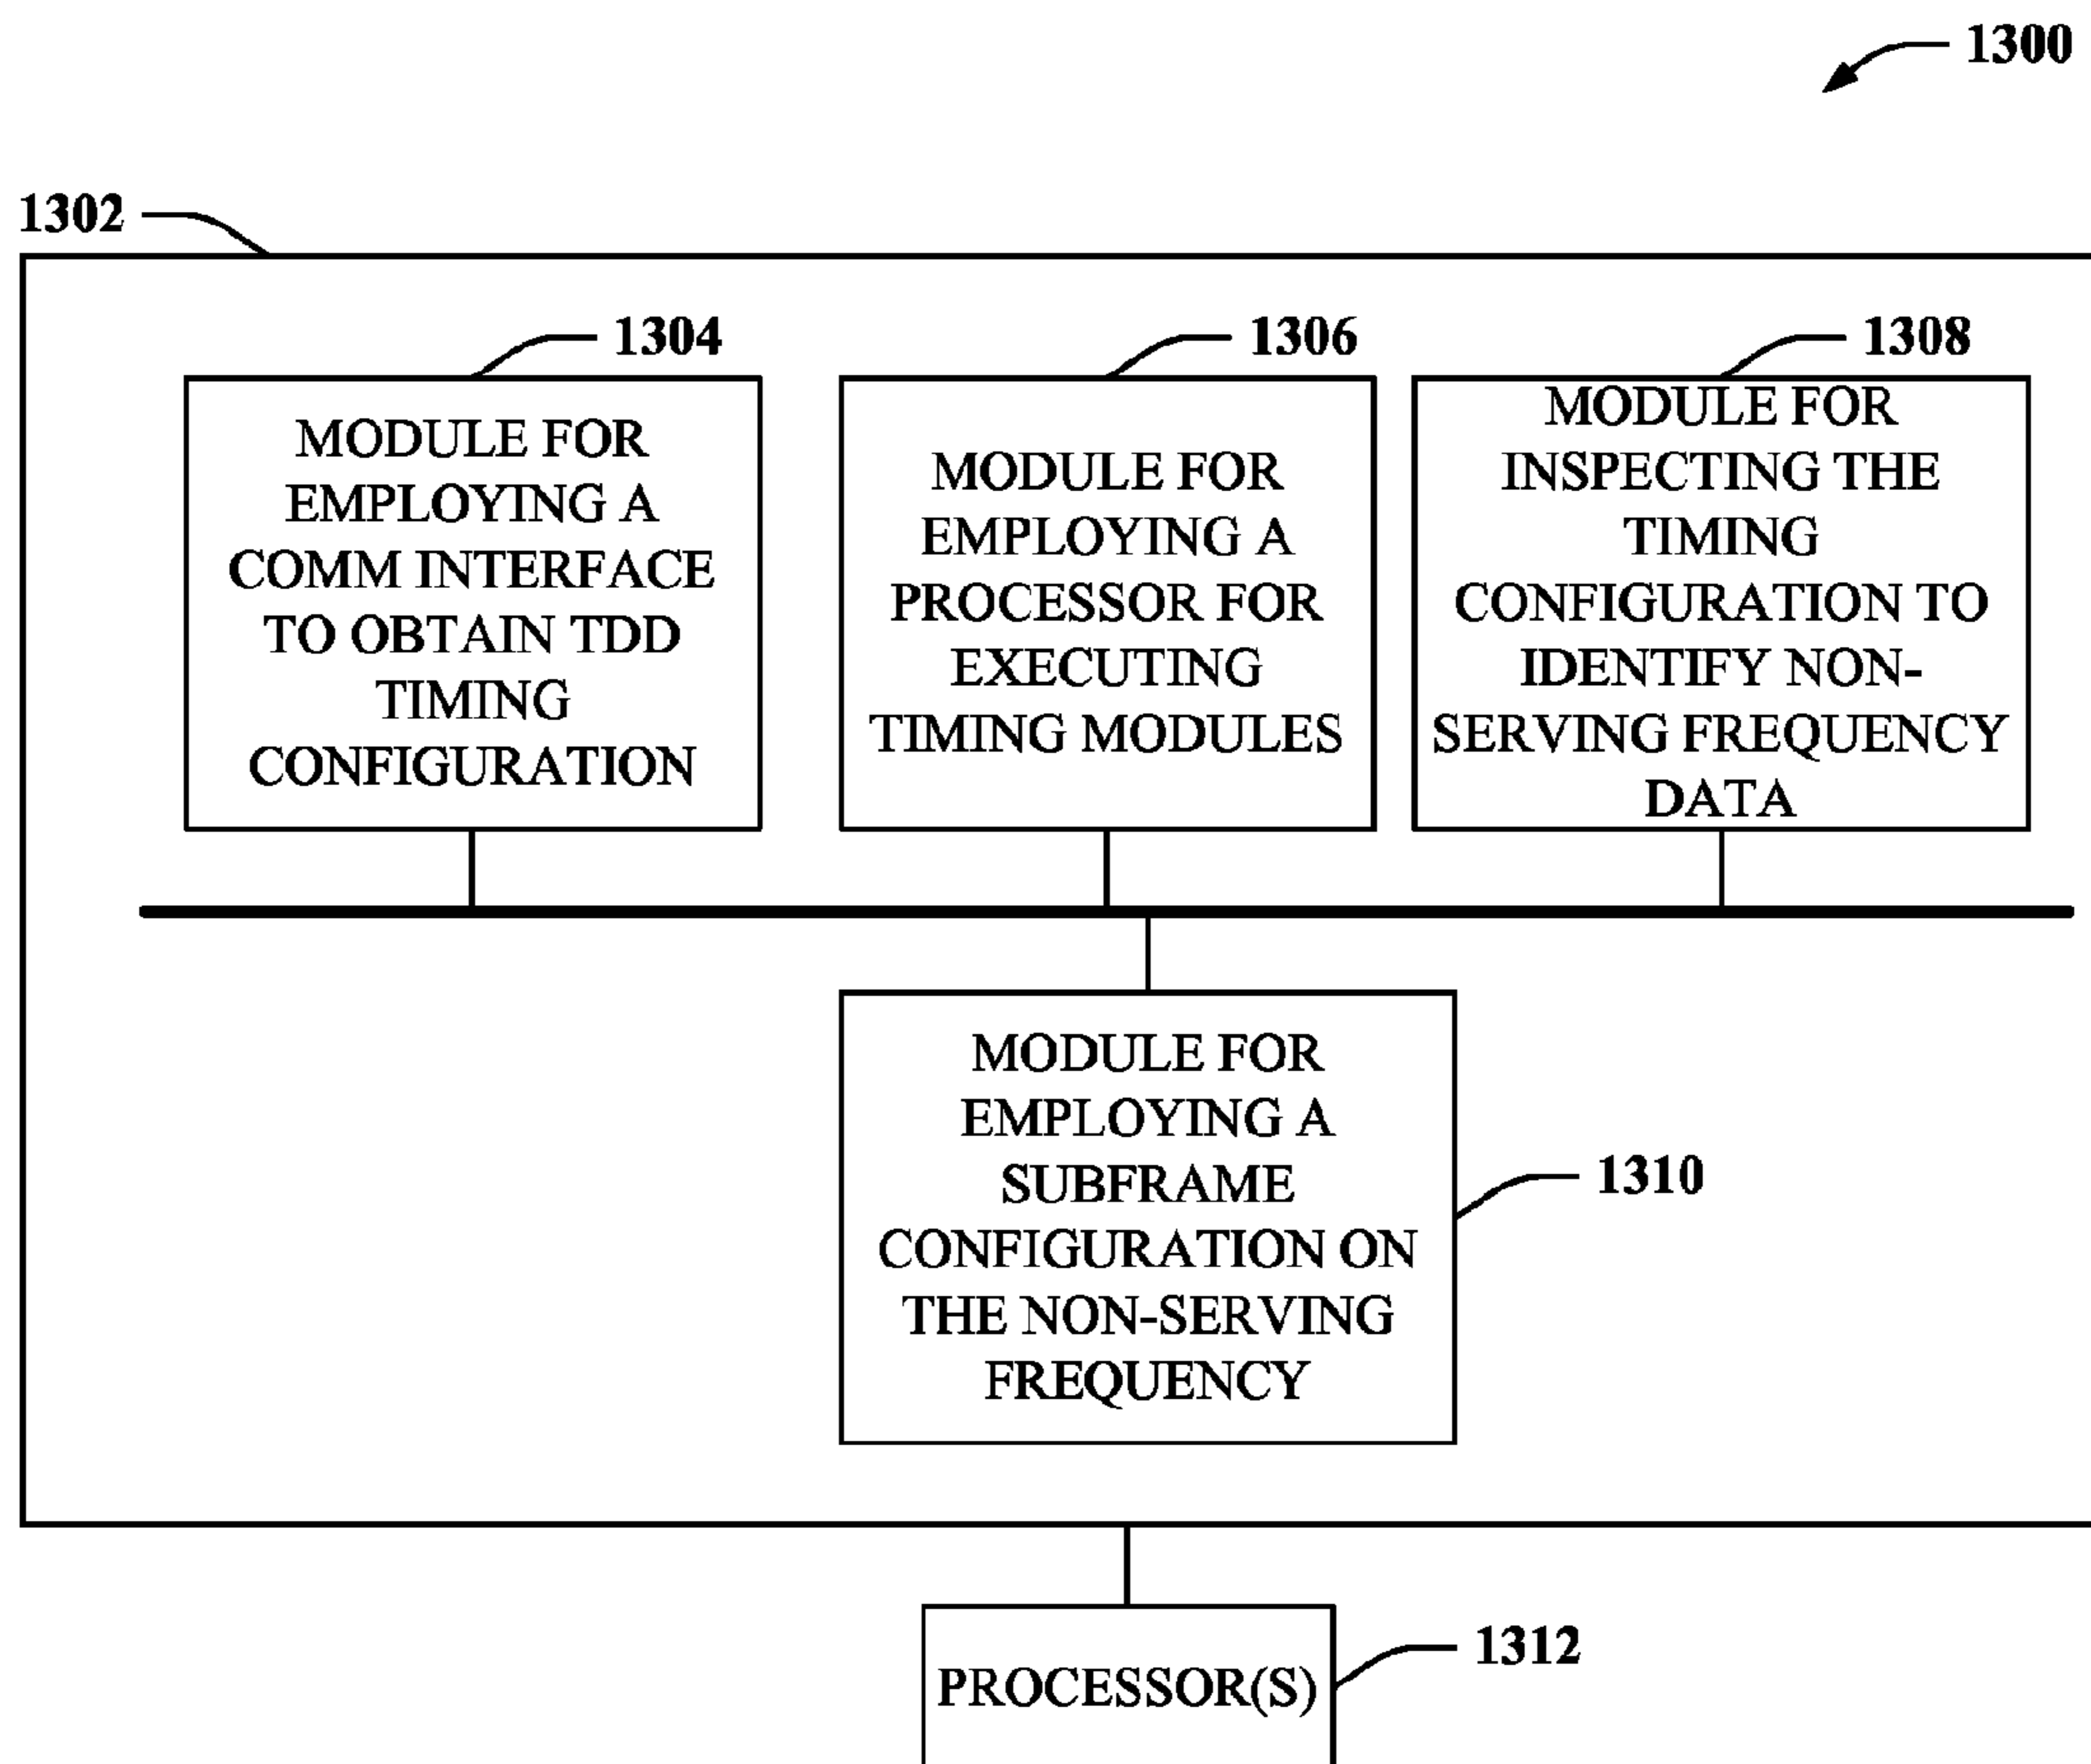 1300
1302
1304
1306
1308
MODULE FOR
EMPLOYING A
COMM INTERFACE
TO OBTAIN TDD
TIMING
CONFIGURATION
MODULE FOR
EMPLOYING A
PROCESSOR FOR
EXECUTING
TIMING MODULES
MODULE FOR
INSPECTING THE
TIMING
CONFIGURATION TO
IDENTIFY NON-
SERVING FREQUENCY
DATA
MODULE FOR
EMPLOYING A
SUBFRAME
CONFIGURATION ON
THE NON-SERVING
FREQUENCY
1310
PROCESSOR(S)
1312